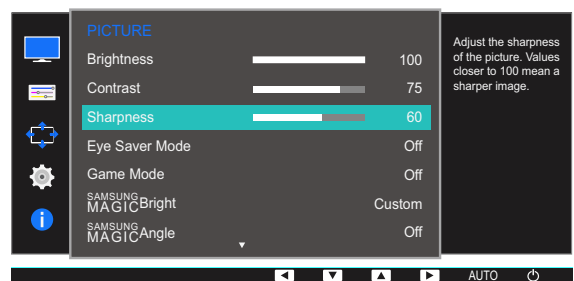 PICTURE
Brightness 100
Contrast 75
Sharpness 60
Eye Saver Mode Off
Game Mode Off
SAMSUNG
MAGICBright Custom
SAMSUNG
MAGICAngle Off
Adjust the sharpness
of the picture. Values
closer to 100 mean a
sharper image.
AUTO